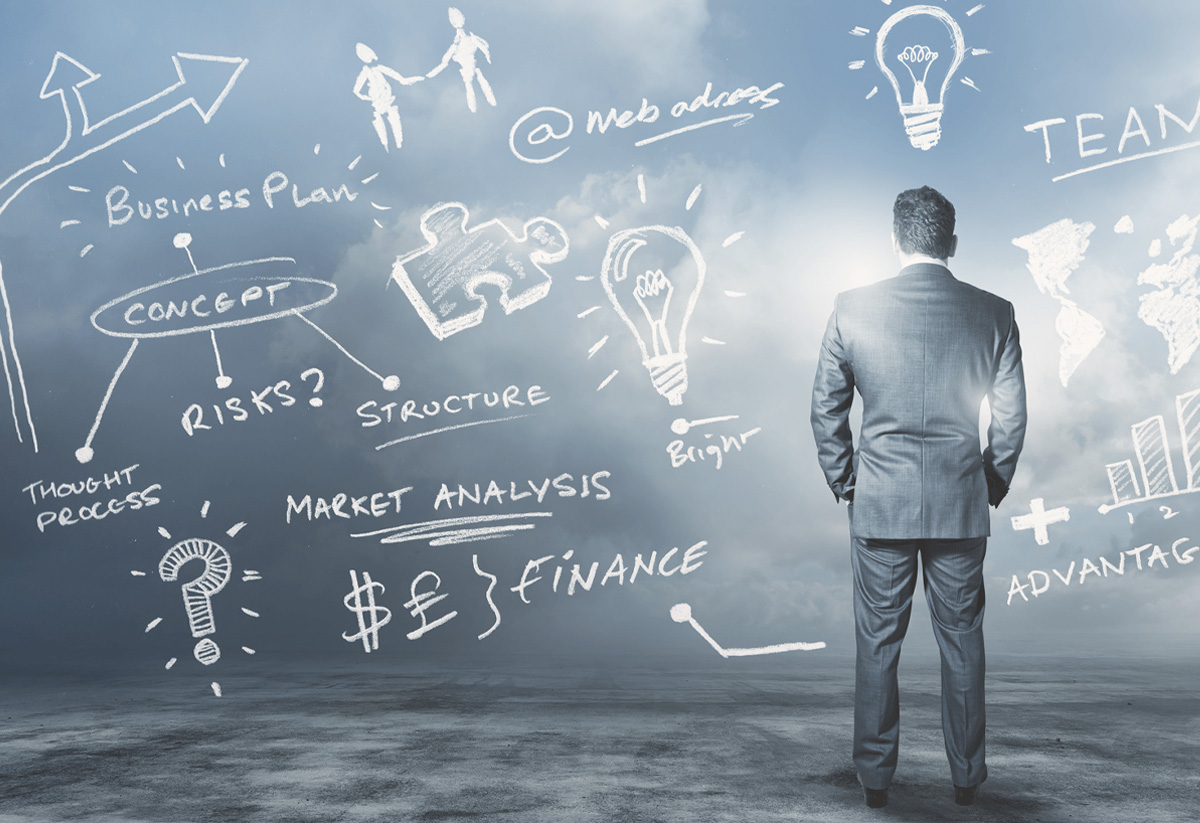 @ Web adress
TEAM
Business Plan
CONCEPT
RISKS?
STRUCTURE
Bright
THOUGHT
PROCESS
MARKET ANALYSIS
1 2
?
$ £ } FINANCE
+
ADVANTAG